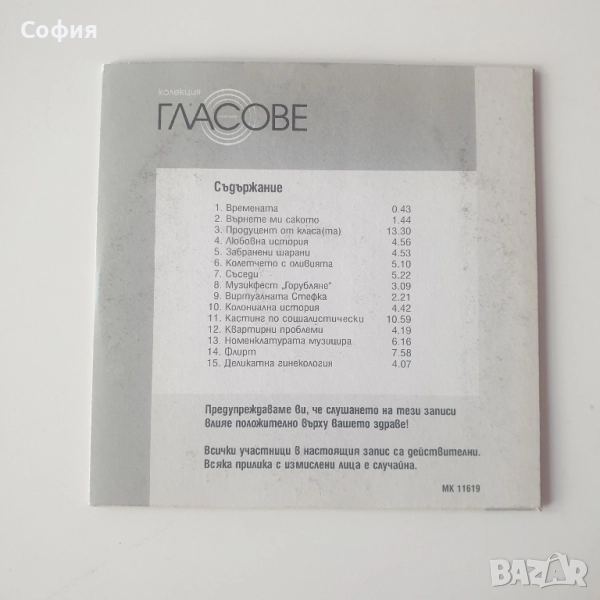 София
колекция
ГЛАСОВЕ
Съдържание
1. Времената 0.43
2. Върнете ми сакото 1.44
3. Продуцент от класа(та) 13.30
4. Любовна история 4.56
5. Забранени шарани 4.53
6. Колетчето с оливията 5.10
7. Съседи 5.22
8. Музикфест „Горубляне" 3.09
9. Виртуалната Стефка 2.21
10. Колониална история 4.42
11. Кастинг по социалистически 10.59
12. Квартирни проблеми 4.19
13. Номенклатурата музицира 6.16
14. Флирт 7.58
15. Деликатна гинекология 4.07
Предупреждаваме ви, че слушането на тези записи
влияе положително върху вашето здраве!
Всички участници в настоящия запис са действителни.
Всяка прилика с измислени лица е случайна.
МК 11619
BAZAR